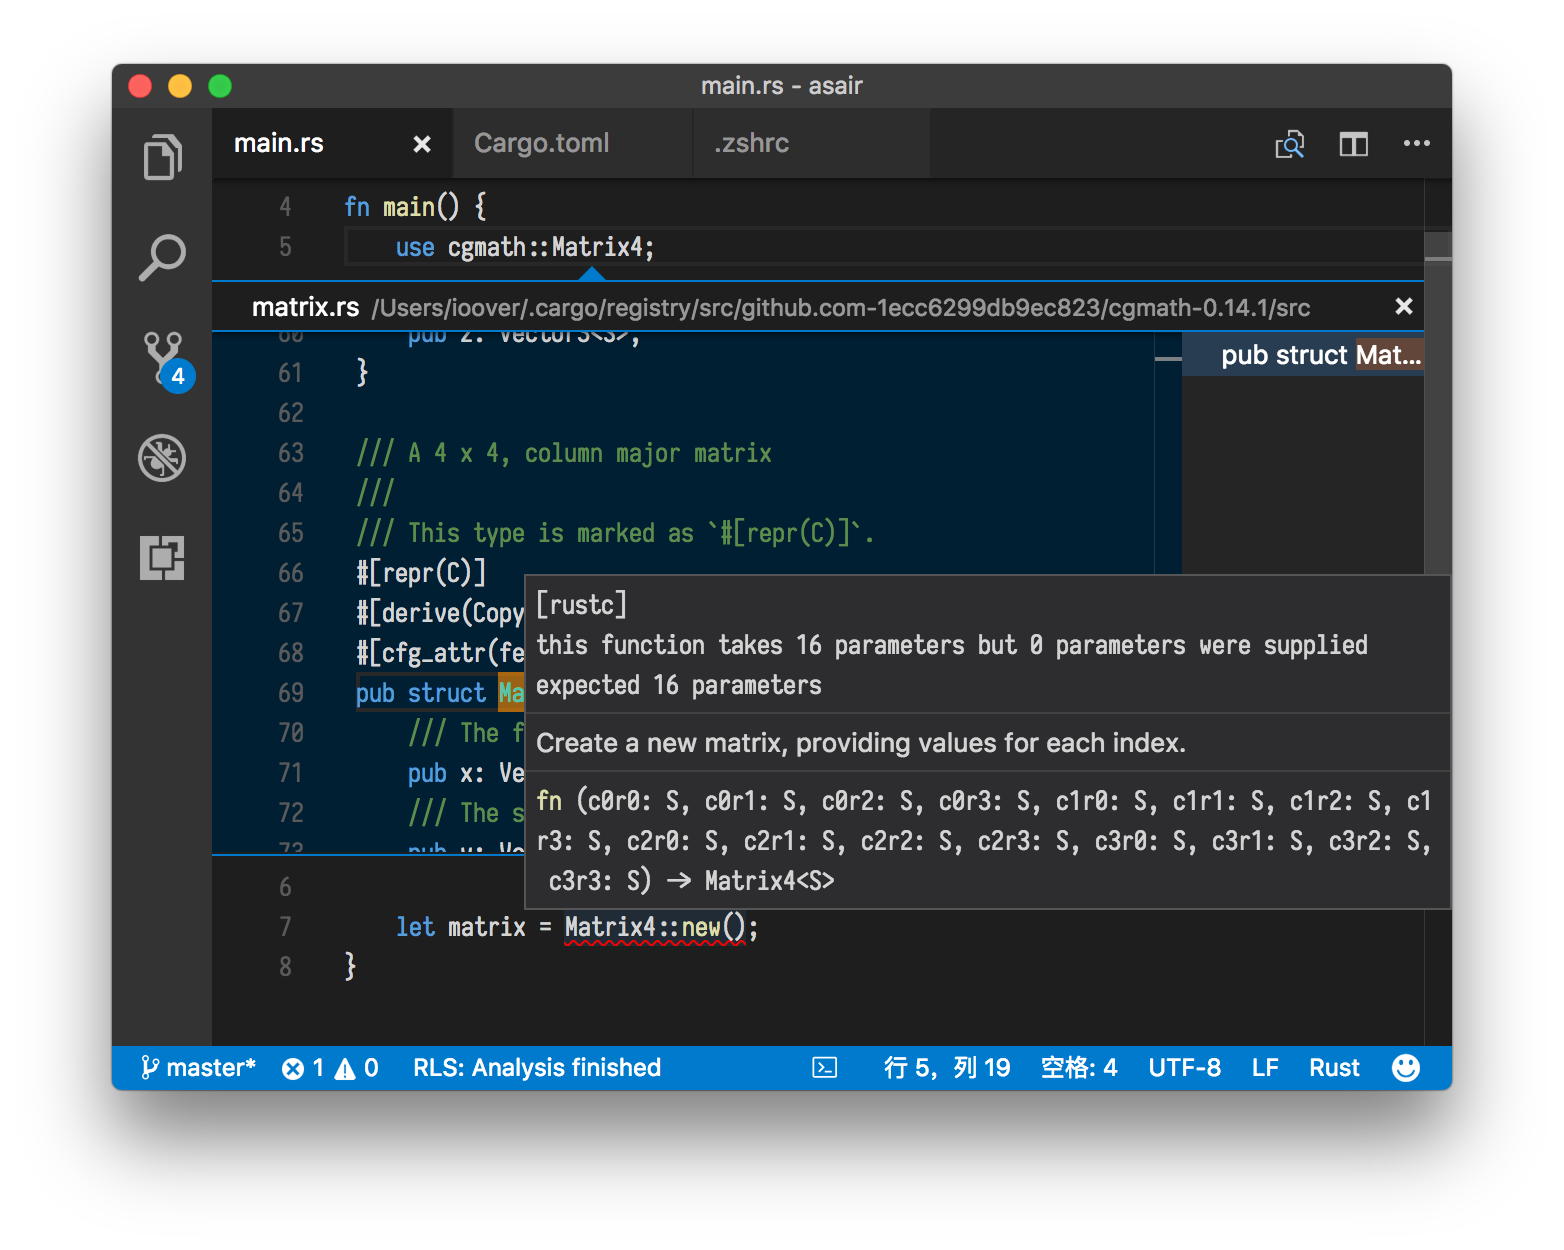 main.rs - asair
main.rs Cargo.toml .zshrc
4 fn main() {
5 use cgmath::Matrix4;
matrix.rs /Users/ioover/.cargo/registry/src/github.com-1ecc6299db9ec823/cgmath-0.14.1/src
60 pub z: Vector3<S>,
pub struct Mat...
61 }
62
4
63 /// A 4 x 4, column major matrix
64 ///
65 /// This type is marked as `#[repr(C)]`.
66 #[repr(C)]
67 #[derive(Copy
68 #[cfg_attr(fe
69 pub struct Ma
70 /// The f
71 pub x: Ve
72 /// The s
73 pub y: Ve
[rustc]
this function takes 16 parameters but 0 parameters were supplied
expected 16 parameters
Create a new matrix, providing values for each index.
fn (c0r0: S, c0r1: S, c0r2: S, c0r3: S, c1r0: S, c1r1: S, c1r2: S, c1
r3: S, c2r0: S, c2r1: S, c2r2: S, c2r3: S, c3r0: S, c3r1: S, c3r2: S,
c3r3: S) -> Matrix4<S>
6
7 let matrix = Matrix4::new();
8 }
master* 1 0 RLS: Analysis finished 行 5，列 19 空格: 4 UTF-8 LF Rust